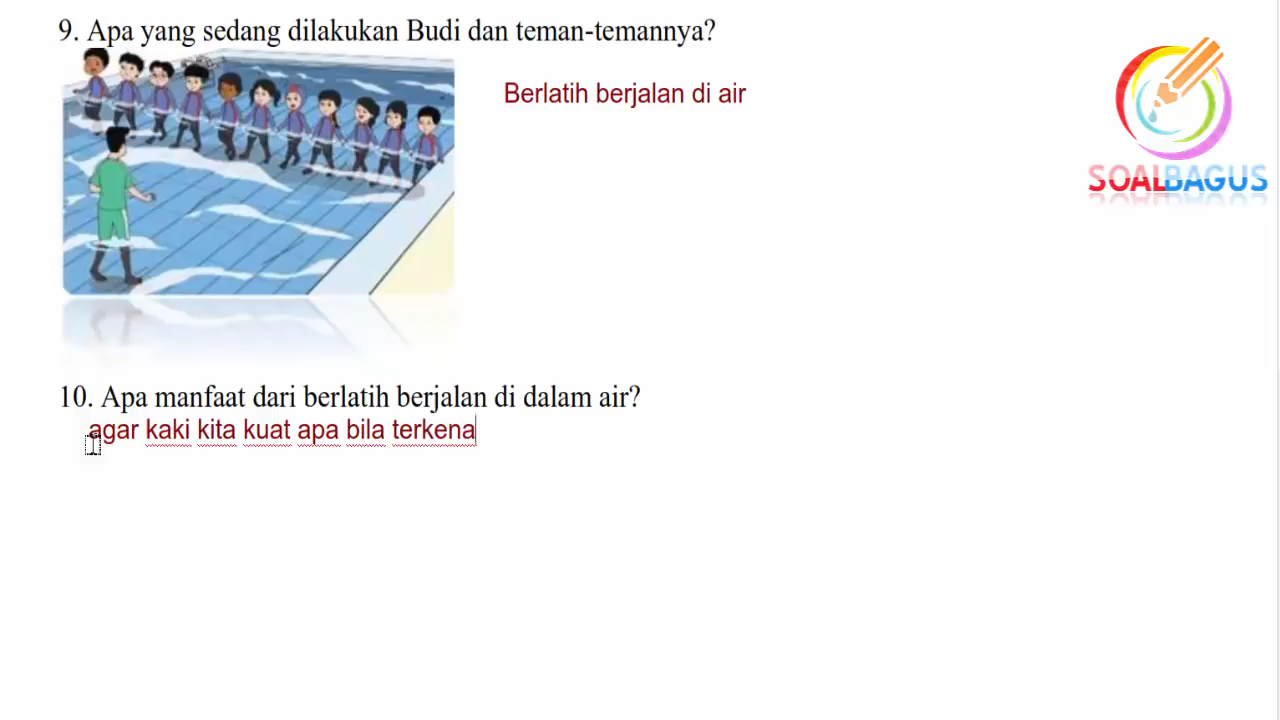 9. Apa yang sedang dilakukan Budi dan teman-temannya?
Berlatih berjalan di air
SOALBAGUS
10. Apa manfaat dari berlatih berjalan di dalam air?
agar kaki kita kuat apa bila terkena